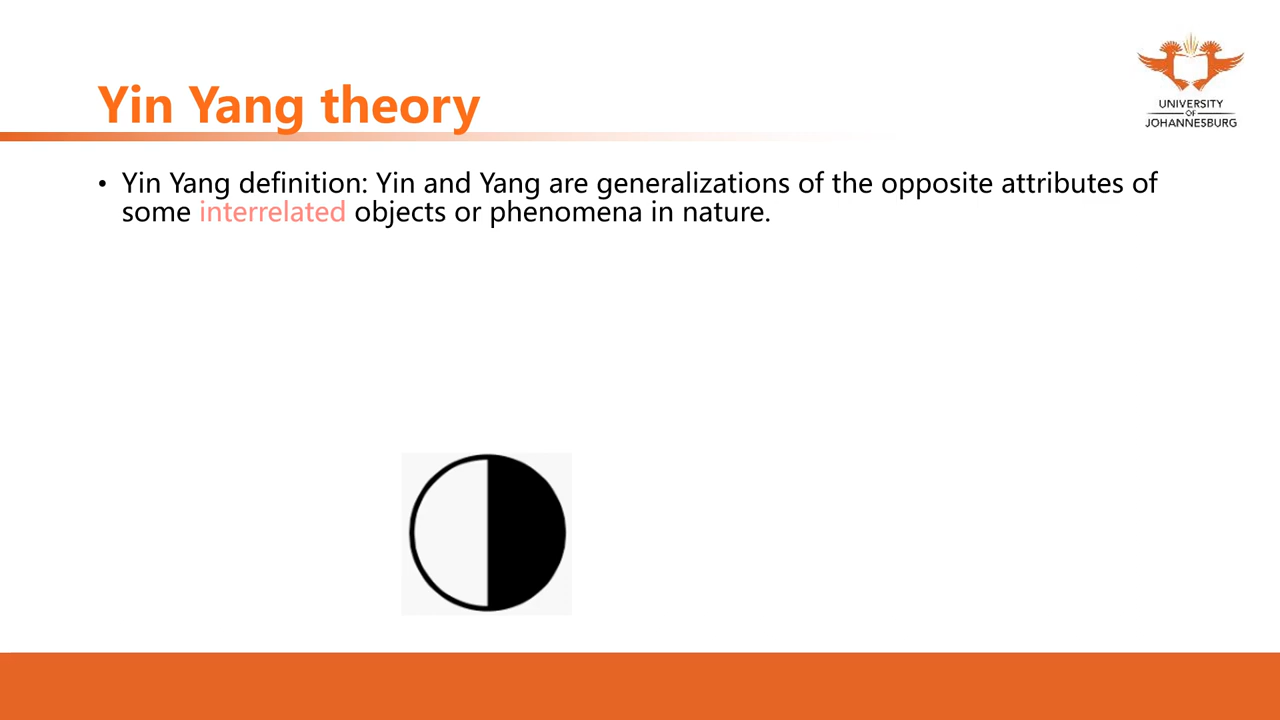 UNIVERSITY
OF
JOHANNESBURG
Yin Yang theory
• Yin Yang definition: Yin and Yang are generalizations of the opposite attributes of
some interrelated objects or phenomena in nature.